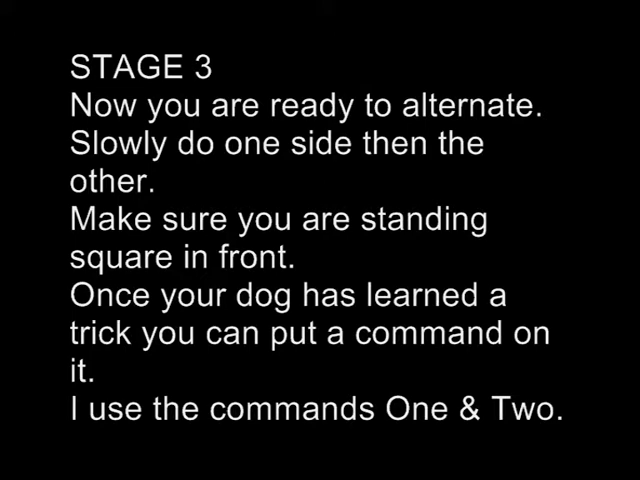 STAGE 3
Now you are ready to alternate.
Slowly do one side then the
other.
Make sure you are standing
square in front.
Once your dog has learned a
trick you can put a command on
it.
I use the commands One & Two.